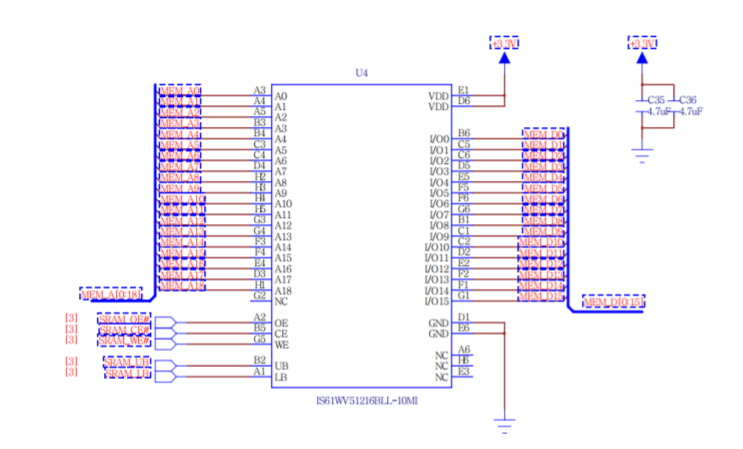 +3.3V
+3.3V
U4
MEM_A0 A3 A0
MEM_A1 A4 A1
MEM_A2 A5 A2
MEM_A3 B3 A3
MEM_A4 B4 A4
MEM_A5 C3 A5
MEM_A6 C4 A6
MEM_A7 D4 A7
MEM_A8 H2 A8
MEM_A9 H3 A9
MEM_A10 H4 A10
MEM_A11 H5 A11
MEM_A12 G3 A12
MEM_A13 G4 A13
MEM_A14 F3 A14
MEM_A15 F4 A15
MEM_A16 E4 A16
MEM_A17 D3 A17
MEM_A18 H1 A18
G2 NC
MEM_A[0:18]
[3] SRAM_OE# A2 OE
[3] SRAM_CE# B5 CE
[3] SRAM_WE# G5 WE
[3] SRAM_UB B2 UB
[3] SRAM_LB A1 LB
VDD E1
VDD D6
I/O0 B6 MEM_D0
I/O1 C5 MEM_D1
I/O2 C6 MEM_D2
I/O3 D5 MEM_D3
I/O4 E5 MEM_D4
I/O5 F5 MEM_D5
I/O6 F6 MEM_D6
I/O7 G6 MEM_D7
I/O8 B1 MEM_D8
I/O9 C1 MEM_D9
I/O10 C2 MEM_D10
I/O11 D2 MEM_D11
I/O12 E2 MEM_D12
I/O13 F2 MEM_D13
I/O14 F1 MEM_D14
I/O15 G1 MEM_D15
MEM_D[0:15]
GND D1
GND E6
NC A6
NC H6
NC E3
IS61WV51216BLL-10MI
C35 C36
4.7uF 4.7uF